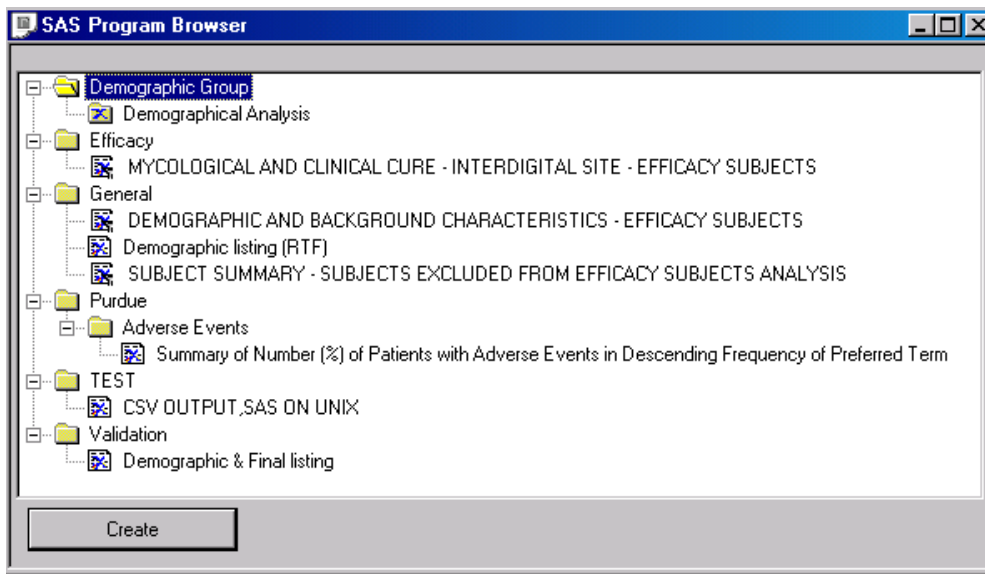 SAS Program Browser
Demographic Group
Demographical Analysis
Efficacy
MYCOLOGICAL AND CLINICAL CURE - INTERDIGITAL SITE - EFFICACY SUBJECTS
General
DEMOGRAPHIC AND BACKGROUND CHARACTERISTICS - EFFICACY SUBJECTS
Demographic listing (RTF)
SUBJECT SUMMARY - SUBJECTS EXCLUDED FROM EFFICACY SUBJECTS ANALYSIS
Purdue
Adverse Events
Summary of Number (%) of Patients with Adverse Events in Descending Frequency of Preferred Term
TEST
CSV OUTPUT,SAS ON UNIX
Validation
Demographic & Final listing
Create